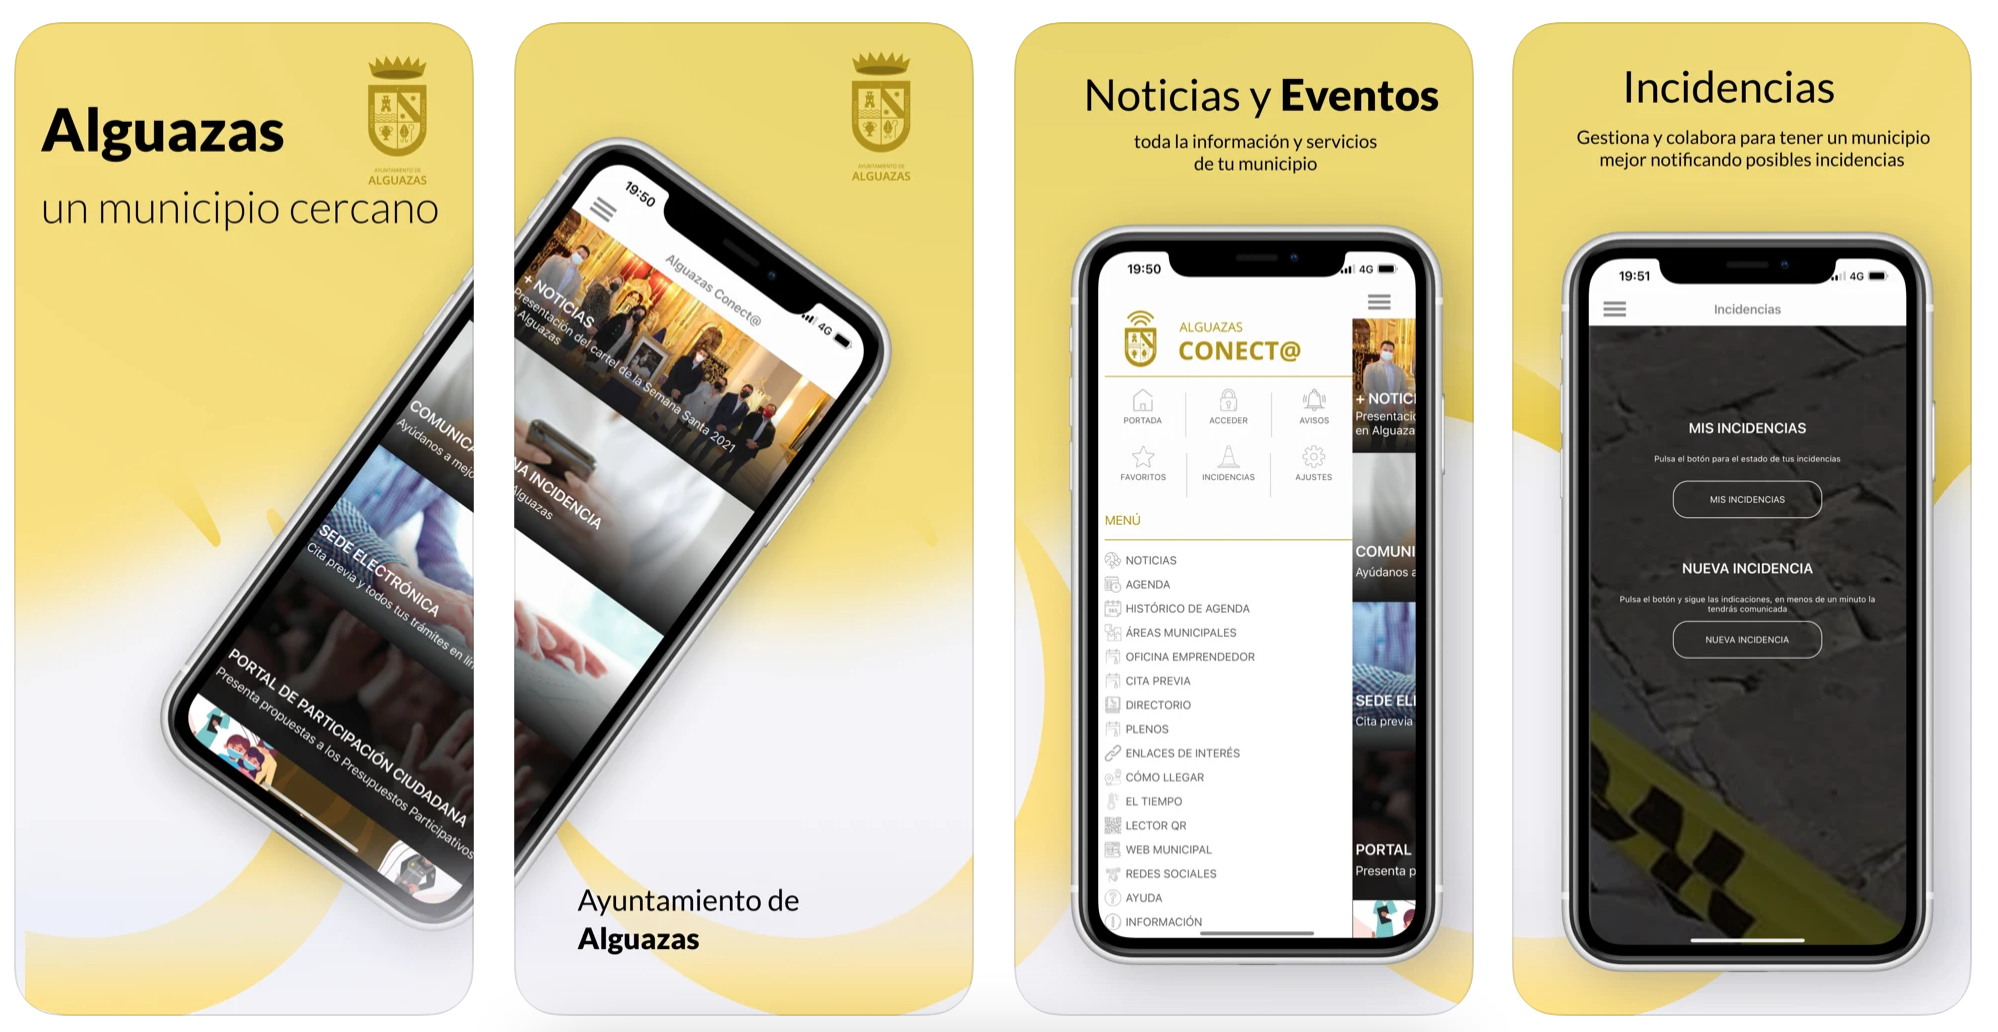 Alguazas
un municipio cercano
AYUNTAMIENTO DE
ALGUAZAS
COMUNICA
Ayúdanos a mejo
SEDE ELECTRÓNICA
Cita previa y todos tus trámites en lín
PORTAL DE PARTICIPACIÓN CIUDADANA
Presenta propuestas a los Presupuestos Participativos
AYUNTAMIENTO DE
ALGUAZAS
19:50
4G
Alguazas Conect@
+ NOTICIAS
Presentación del cartel de la Semana Santa 2021
Alguazas
NA INCIDENCIA
Alguazas
Ayuntamiento de
Alguazas
Noticias y Eventos
toda la información y servicios
de tu municipio
19:50
4G
ALGUAZAS
CONECT@
PORTADA
ACCEDER
AVISOS
FAVORITOS
INCIDENCIAS
AJUSTES
MENÚ
NOTICIAS
AGENDA
HISTÓRICO DE AGENDA
ÁREAS MUNICIPALES
OFICINA EMPRENDEDOR
CITA PREVIA
DIRECTORIO
PLENOS
ENLACES DE INTERÉS
CÓMO LLEGAR
EL TIEMPO
LECTOR QR
WEB MUNICIPAL
REDES SOCIALES
AYUDA
INFORMACIÓN
+ NOTICI
Presentació
en Alguaza
COMUNI
Ayúdanos a
SEDE ELE
Cita previa
PORTAL
Presenta p
Incidencias
Gestiona y colabora para tener un municipio
mejor notificando posibles incidencias
19:51
4G
Incidencias
MIS INCIDENCIAS
Pulsa el botón para el estado de tus incidencias
MIS INCIDENCIAS
NUEVA INCIDENCIA
Pulsa el botón y sigue las indicaciones, en menos de un minuto la
tendrás comunicada
NUEVA INCIDENCIA